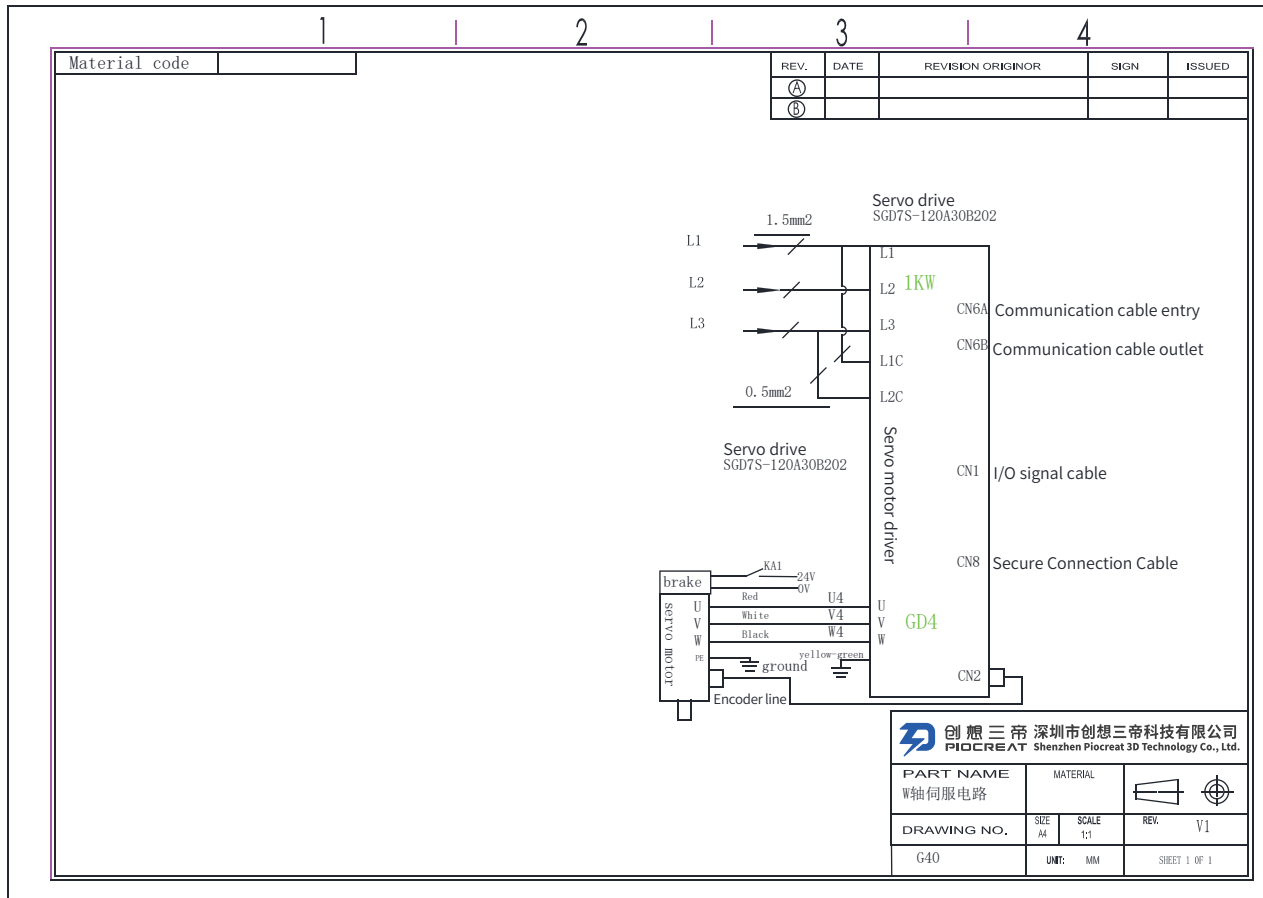 1 2 3 4
Material code
REV. DATE REVISION ORIGINOR SIGN ISSUED
A
B
Servo drive
SGD7S-120A30B202
1.5mm2
L1
L2
L3
L1
L2 1KW
L3
L1C
L2C
0.5mm2
CN6A Communication cable entry
CN6B Communication cable outlet
Servo drive
SGD7S-120A30B202
Servo motor driver
CN1 I/O signal cable
CN8 Secure Connection Cable
KA1
24V
0V
brake
servo motor
U Red U4 U
V White V4 V
W Black W4 W
GD4
PE
ground
yellow-green
CN2
Encoder line
创想三帝 深圳市创想三帝科技有限公司
PIOCREAT Shenzhen Piocreat 3D Technology Co., Ltd.
PART NAME
W轴伺服电路
MATERIAL
DRAWING NO.
G40
SIZE
A4
SCALE
1:1
REV. V1
UNIT: MM
SHEET 1 OF 1